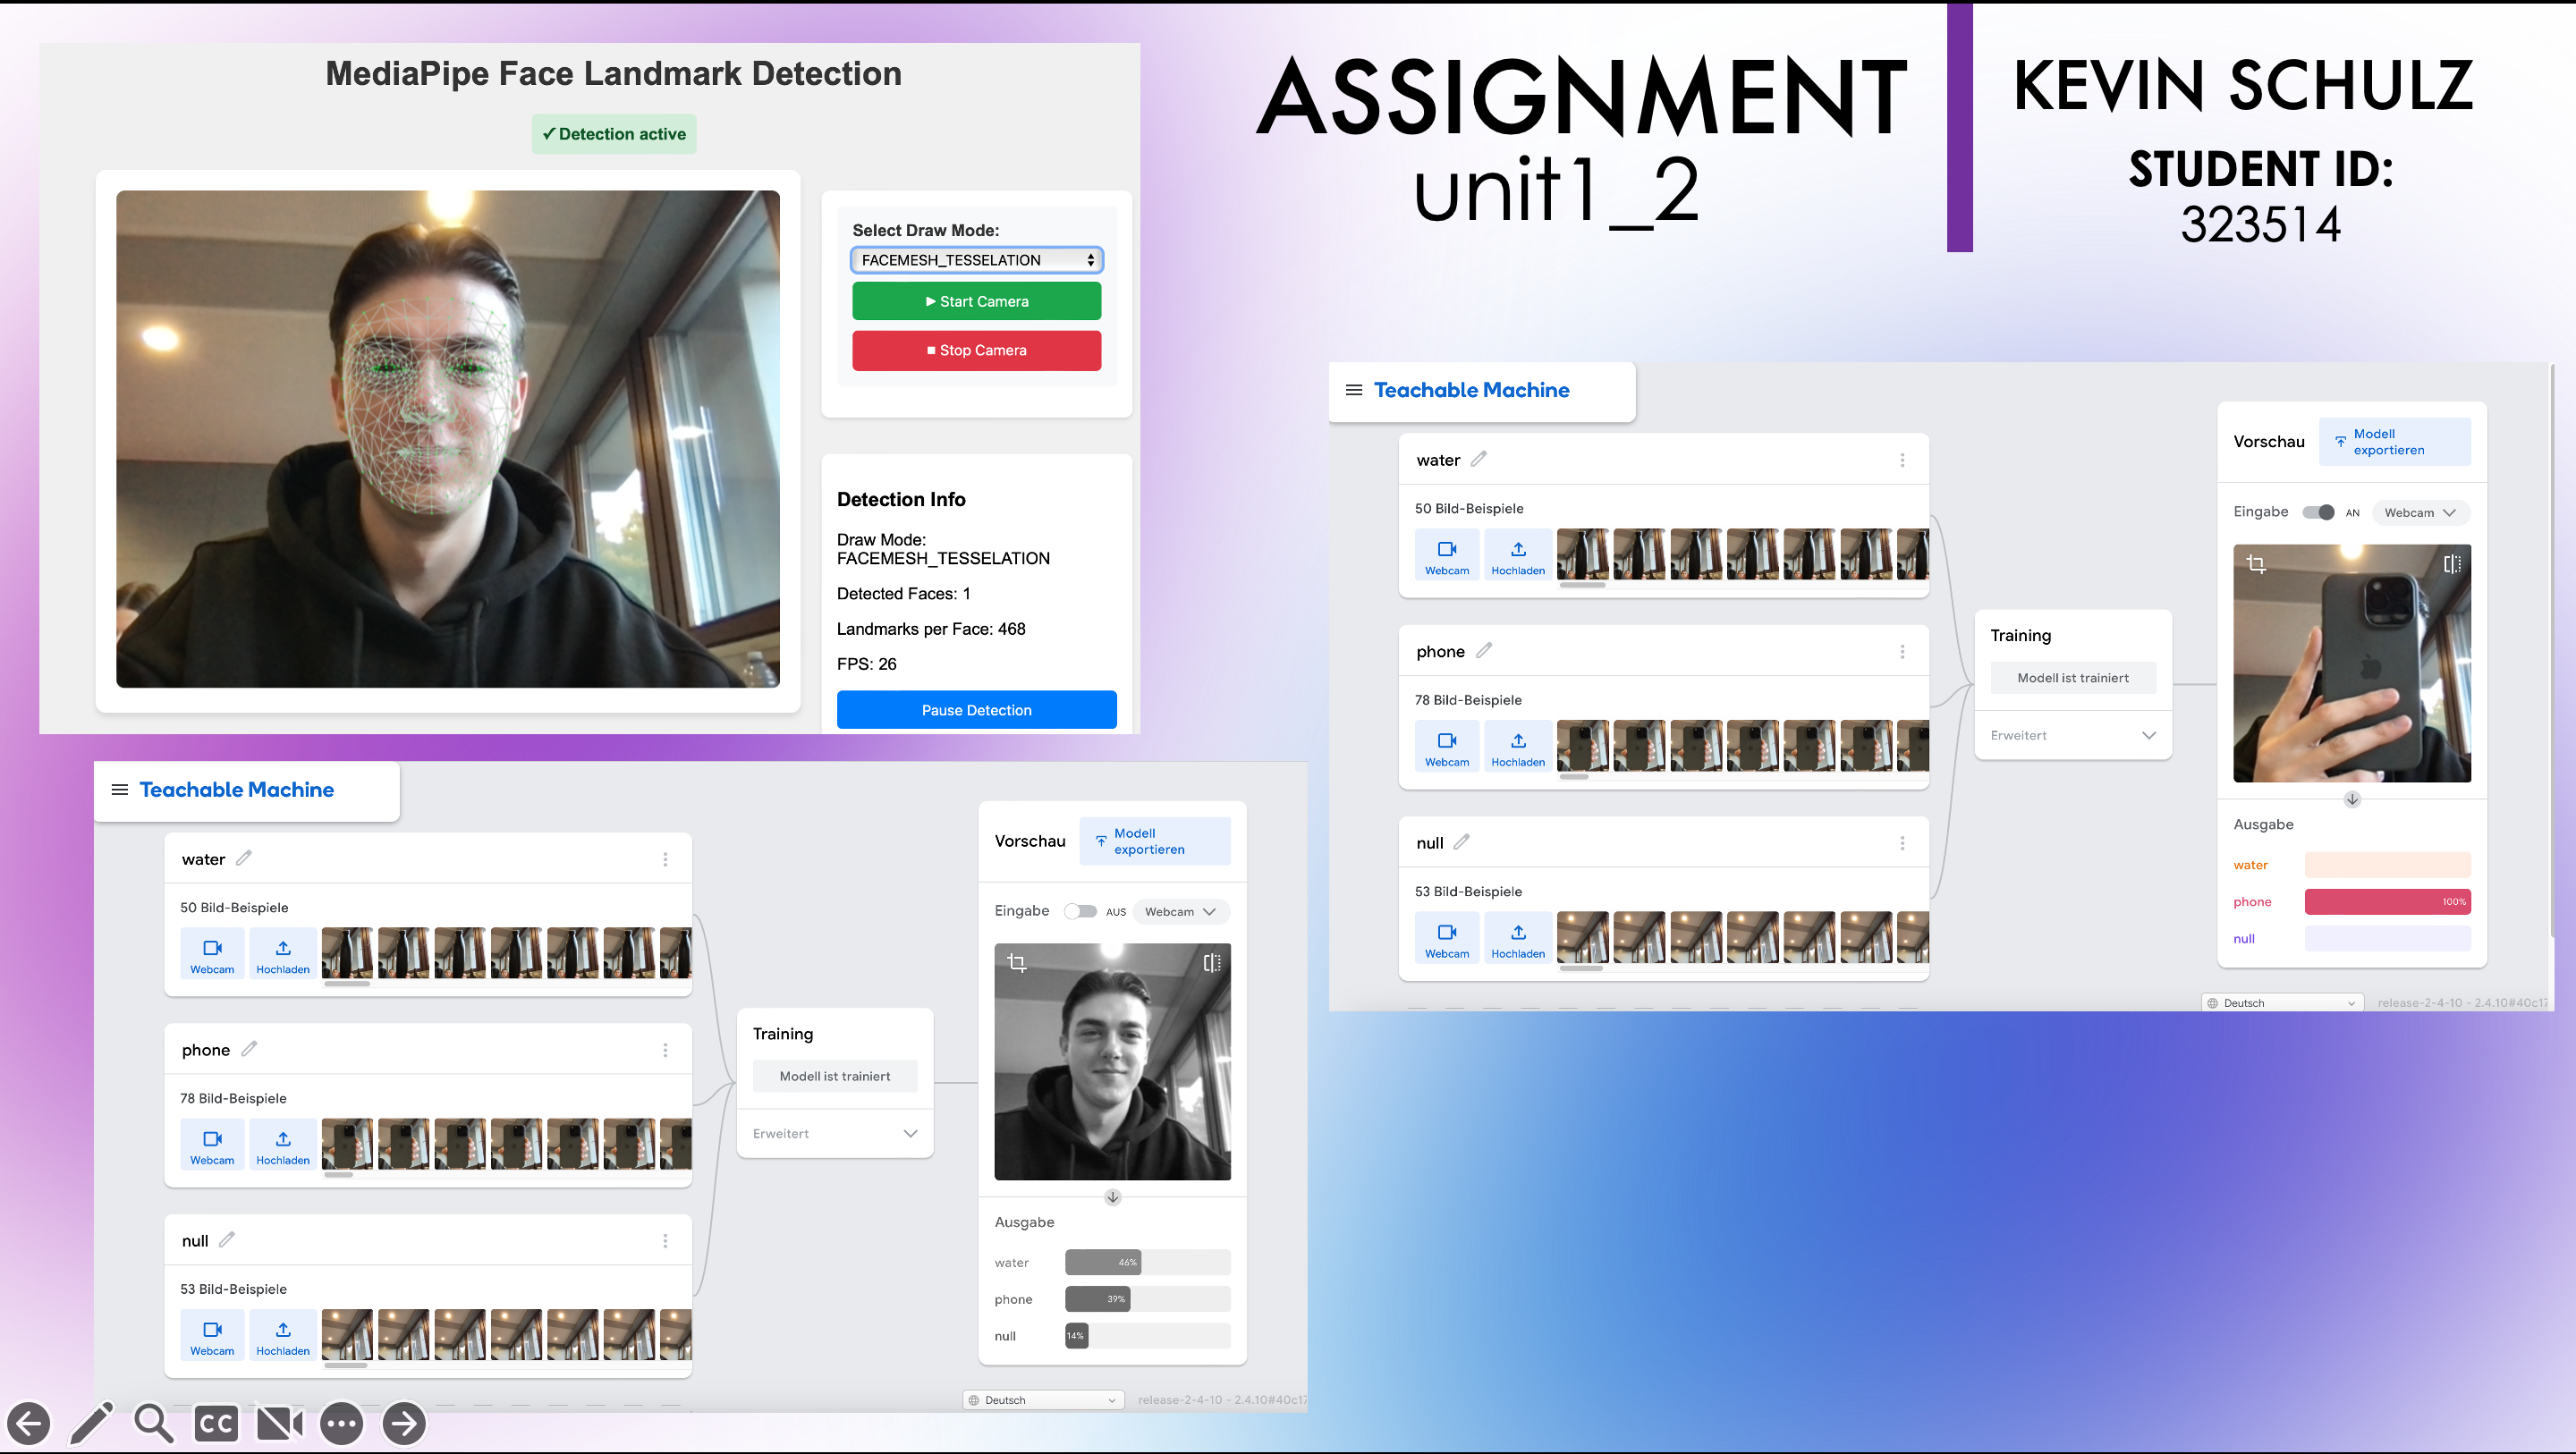 MediaPipe Face Landmark Detection
✓ Detection active
Select Draw Mode:
FACEMESH_TESSELATION
▶ Start Camera
■ Stop Camera
Detection Info
Draw Mode:
FACEMESH_TESSELATION
Detected Faces: 1
Landmarks per Face: 468
FPS: 26
Pause Detection
ASSIGNMENT
unit1_2
KEVIN SCHULZ
STUDENT ID:
323514
Teachable Machine
water
50 Bild-Beispiele
Webcam
Hochladen
phone
78 Bild-Beispiele
Webcam
Hochladen
null
53 Bild-Beispiele
Webcam
Hochladen
Training
Modell ist trainiert
Erweitert
Vorschau
Modell
exportieren
Eingabe
AN
Webcam
Ausgabe
water
phone
100%
null
Deutsch
release-2-4-10 - 2.4.10#40c17
Teachable Machine
water
50 Bild-Beispiele
Webcam
Hochladen
phone
78 Bild-Beispiele
Webcam
Hochladen
null
53 Bild-Beispiele
Webcam
Hochladen
Training
Modell ist trainiert
Erweitert
Vorschau
Modell
exportieren
Eingabe
AUS
Webcam
Ausgabe
water
46%
phone
39%
null
14%
Deutsch
release-2-4-10 - 2.4.10#40c17
CC